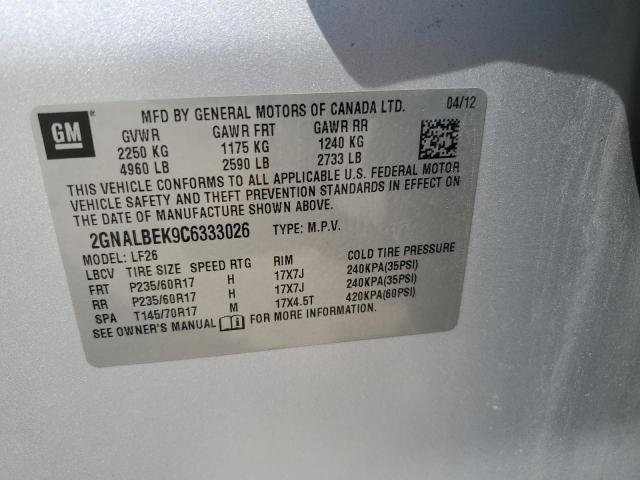 GM ® MFD BY GENERAL MOTORS OF CANADA LTD. 04/12
GVWR GAWR FRT GAWR RR
2250 KG 1175 KG 1240 KG
4960 LB 2590 LB 2733 LB
THIS VEHICLE CONFORMS TO ALL APPLICABLE U.S. FEDERAL MOTOR
VEHICLE SAFETY AND THEFT PREVENTION STANDARDS IN EFFECT ON
THE DATE OF MANUFACTURE SHOWN ABOVE.
2GNALBEK9C6333026 TYPE: M.P.V.
MODEL: LF26
LBCV TIRE SIZE SPEED RTG RIM COLD TIRE PRESSURE
FRT P235/60R17 H 17X7J 240KPA(35PSI)
RR P235/60R17 H 17X7J 240KPA(35PSI)
SPA T145/70R17 M 17X4.5T 420KPA(60PSI)
SEE OWNER'S MANUAL FOR MORE INFORMATION.